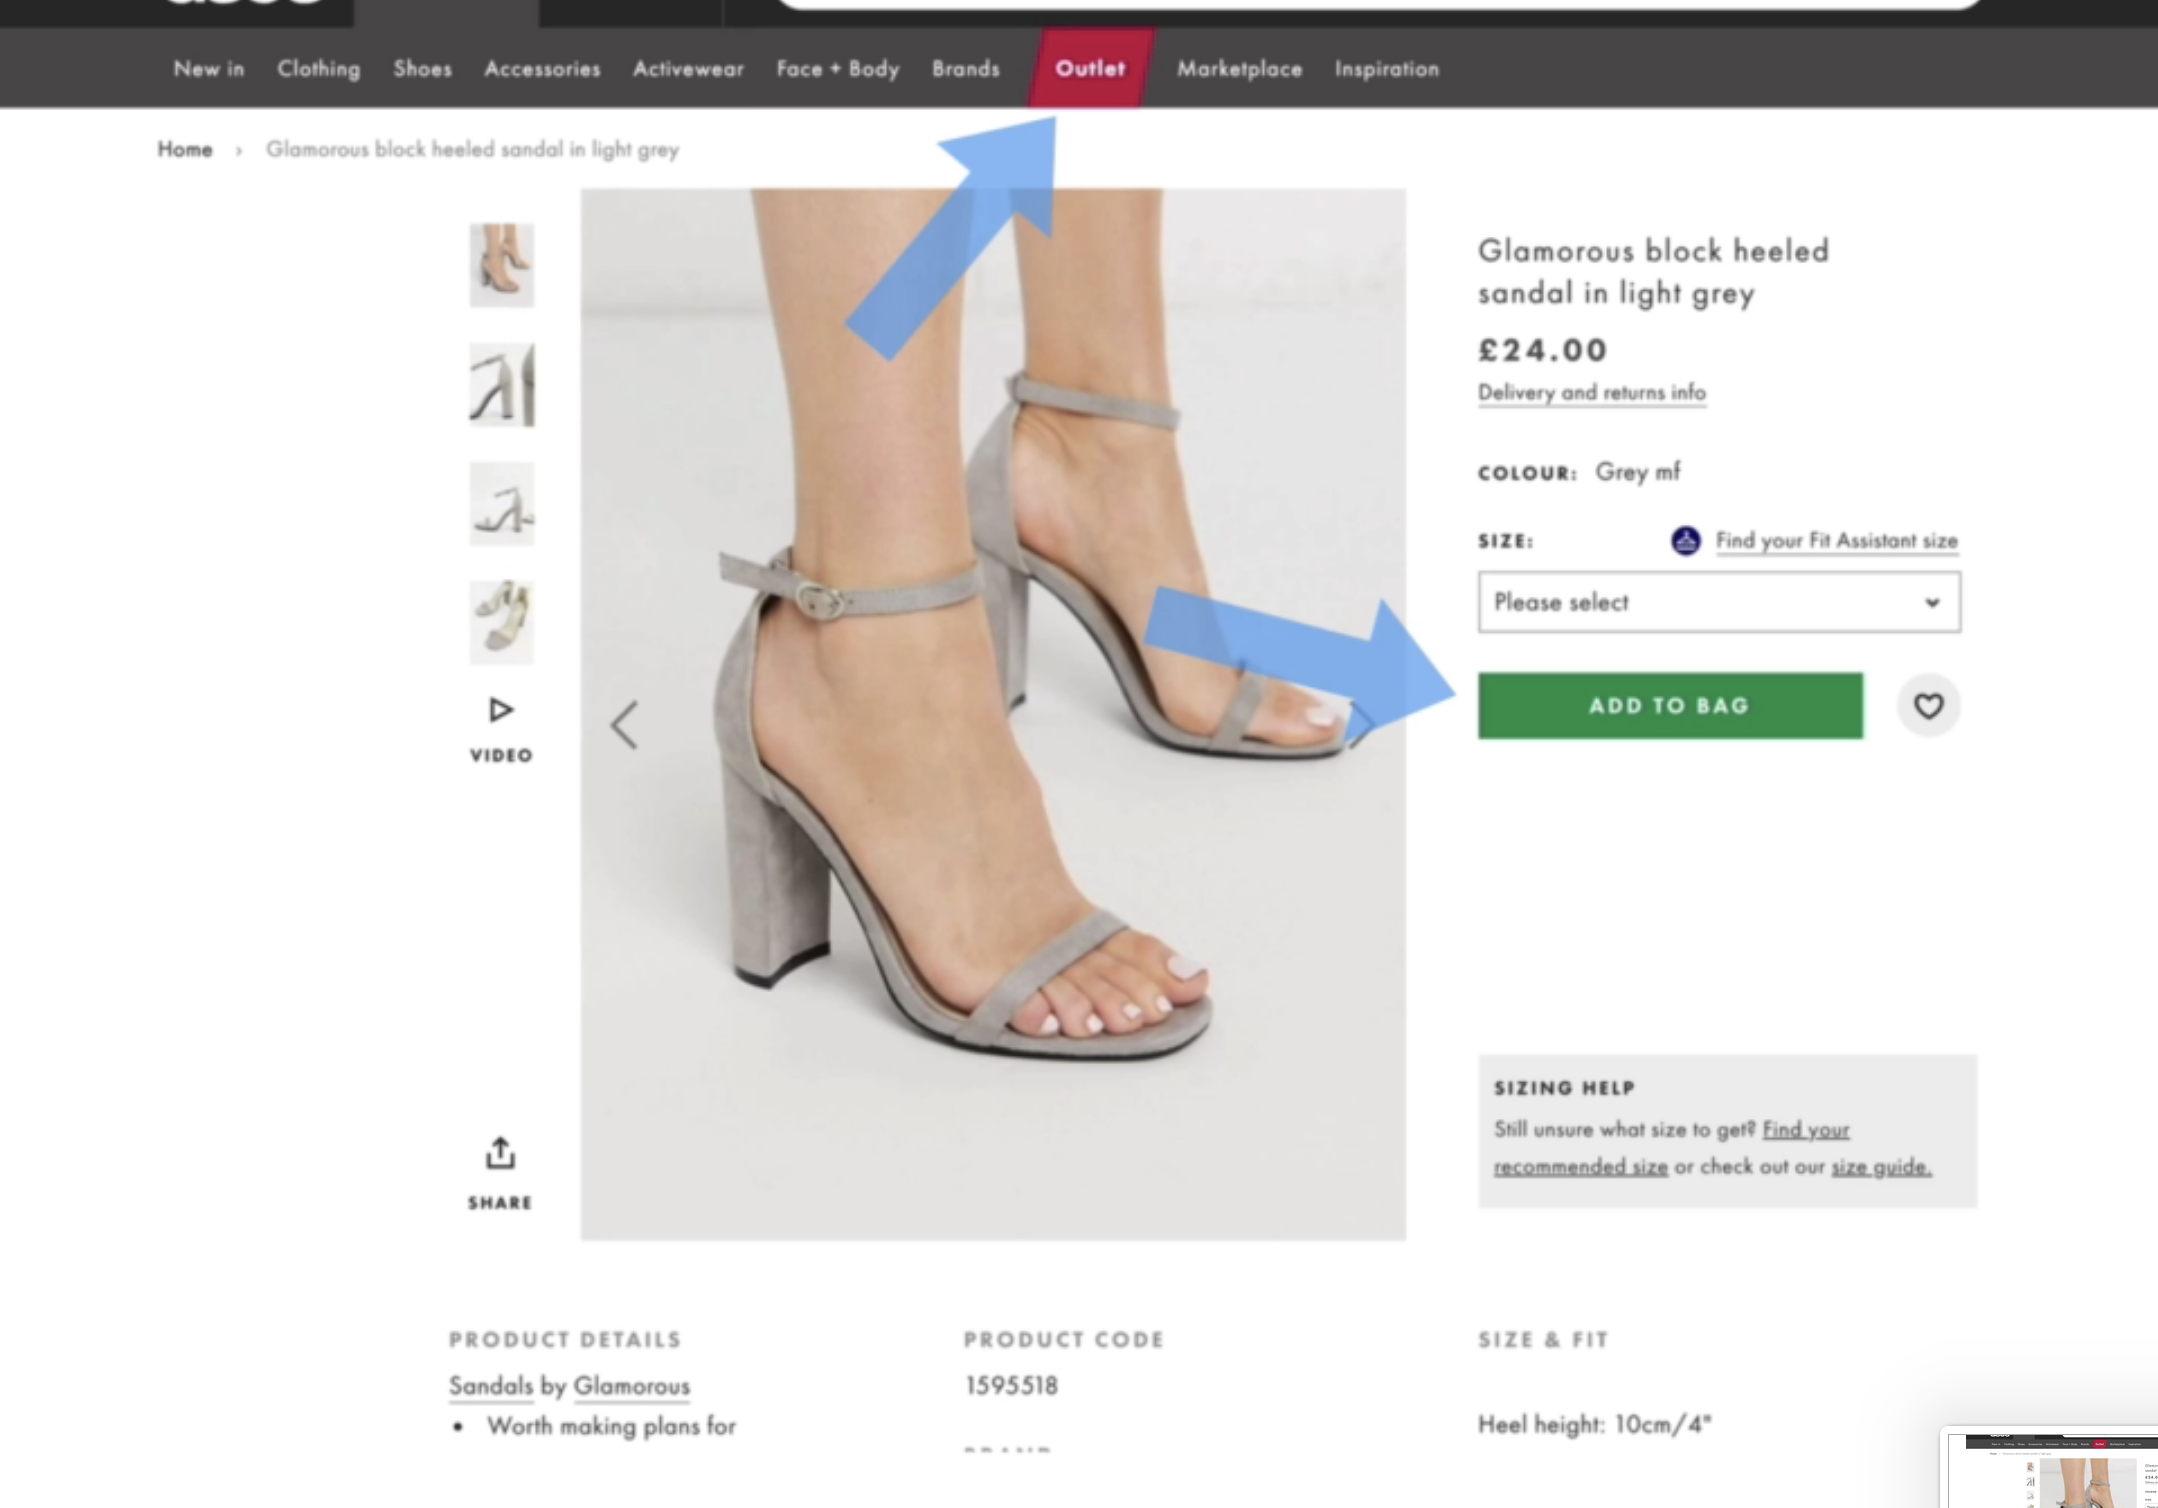 New in Clothing Shoes Accessories Activewear Face + Body Brands Outlet Marketplace Inspiration
Home › Glamorous block heeled sandal in light grey
Glamorous block heeled
sandal in light grey
£24.00
Delivery and returns info
COLOUR: Grey mf
SIZE: Find your Fit Assistant size
Please select
ADD TO BAG
VIDEO
SIZING HELP
Still unsure what size to get? Find your
recommended size or check out our size guide.
SHARE
PRODUCT DETAILS
Sandals by Glamorous
• Worth making plans for
PRODUCT CODE
1595518
SIZE & FIT
Heel height: 10cm/4"